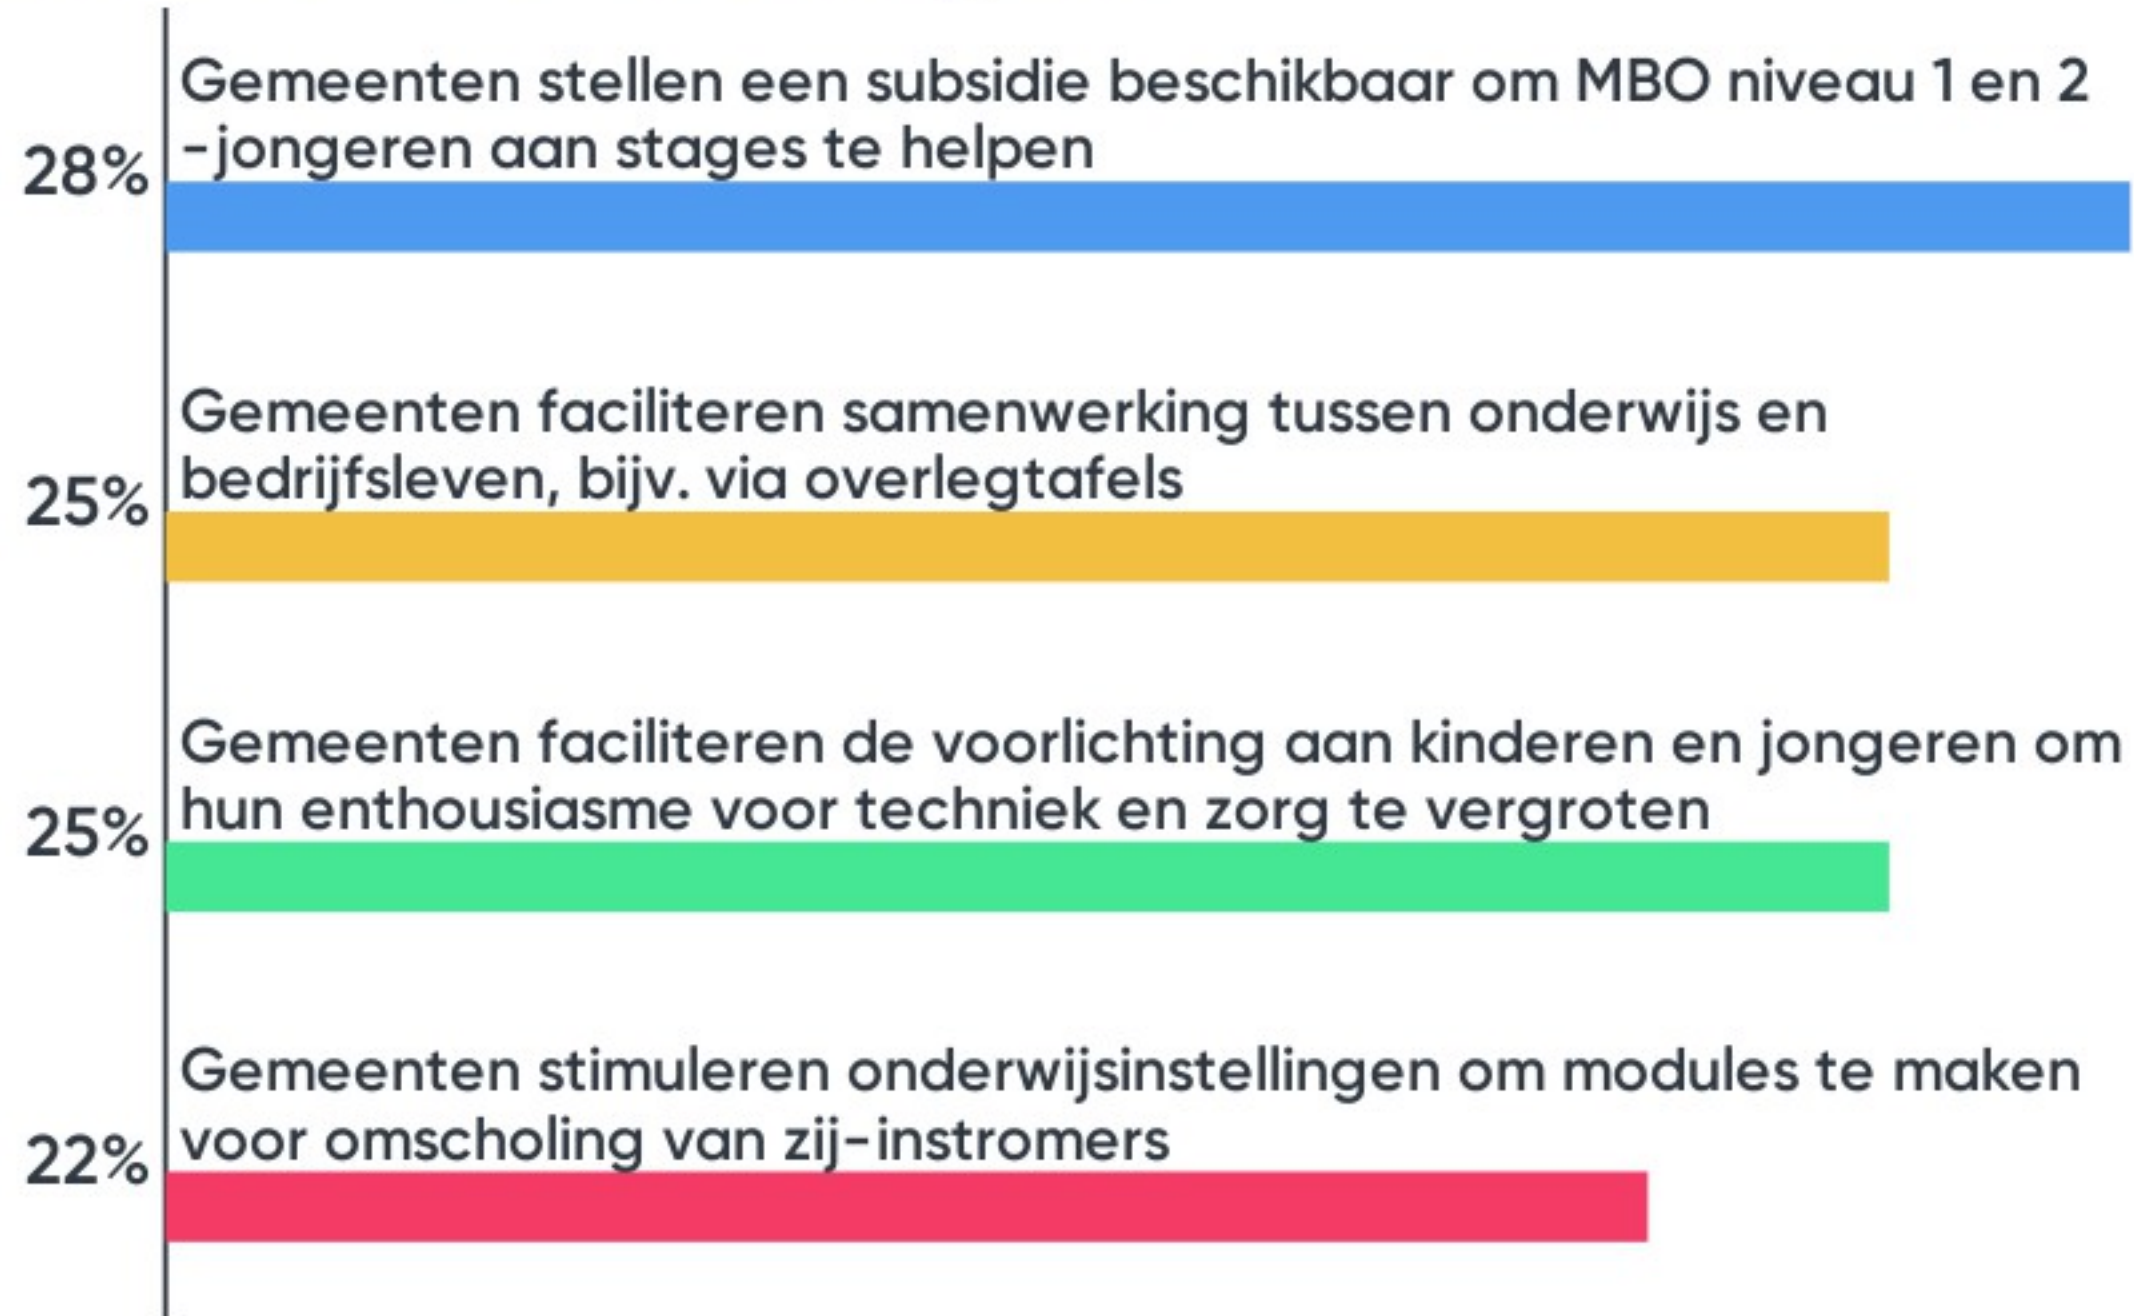 Gemeenten stellen een subsidie beschikbaar om MBO niveau 1 en 2
-jongeren aan stages te helpen
28%
Gemeenten faciliteren samenwerking tussen onderwijs en
bedrijfsleven, bijv. via overlegtafels
25%
Gemeenten faciliteren de voorlichting aan kinderen en jongeren om
hun enthousiasme voor techniek en zorg te vergroten
25%
Gemeenten stimuleren onderwijsinstellingen om modules te maken
voor omscholing van zij-instromers
22%